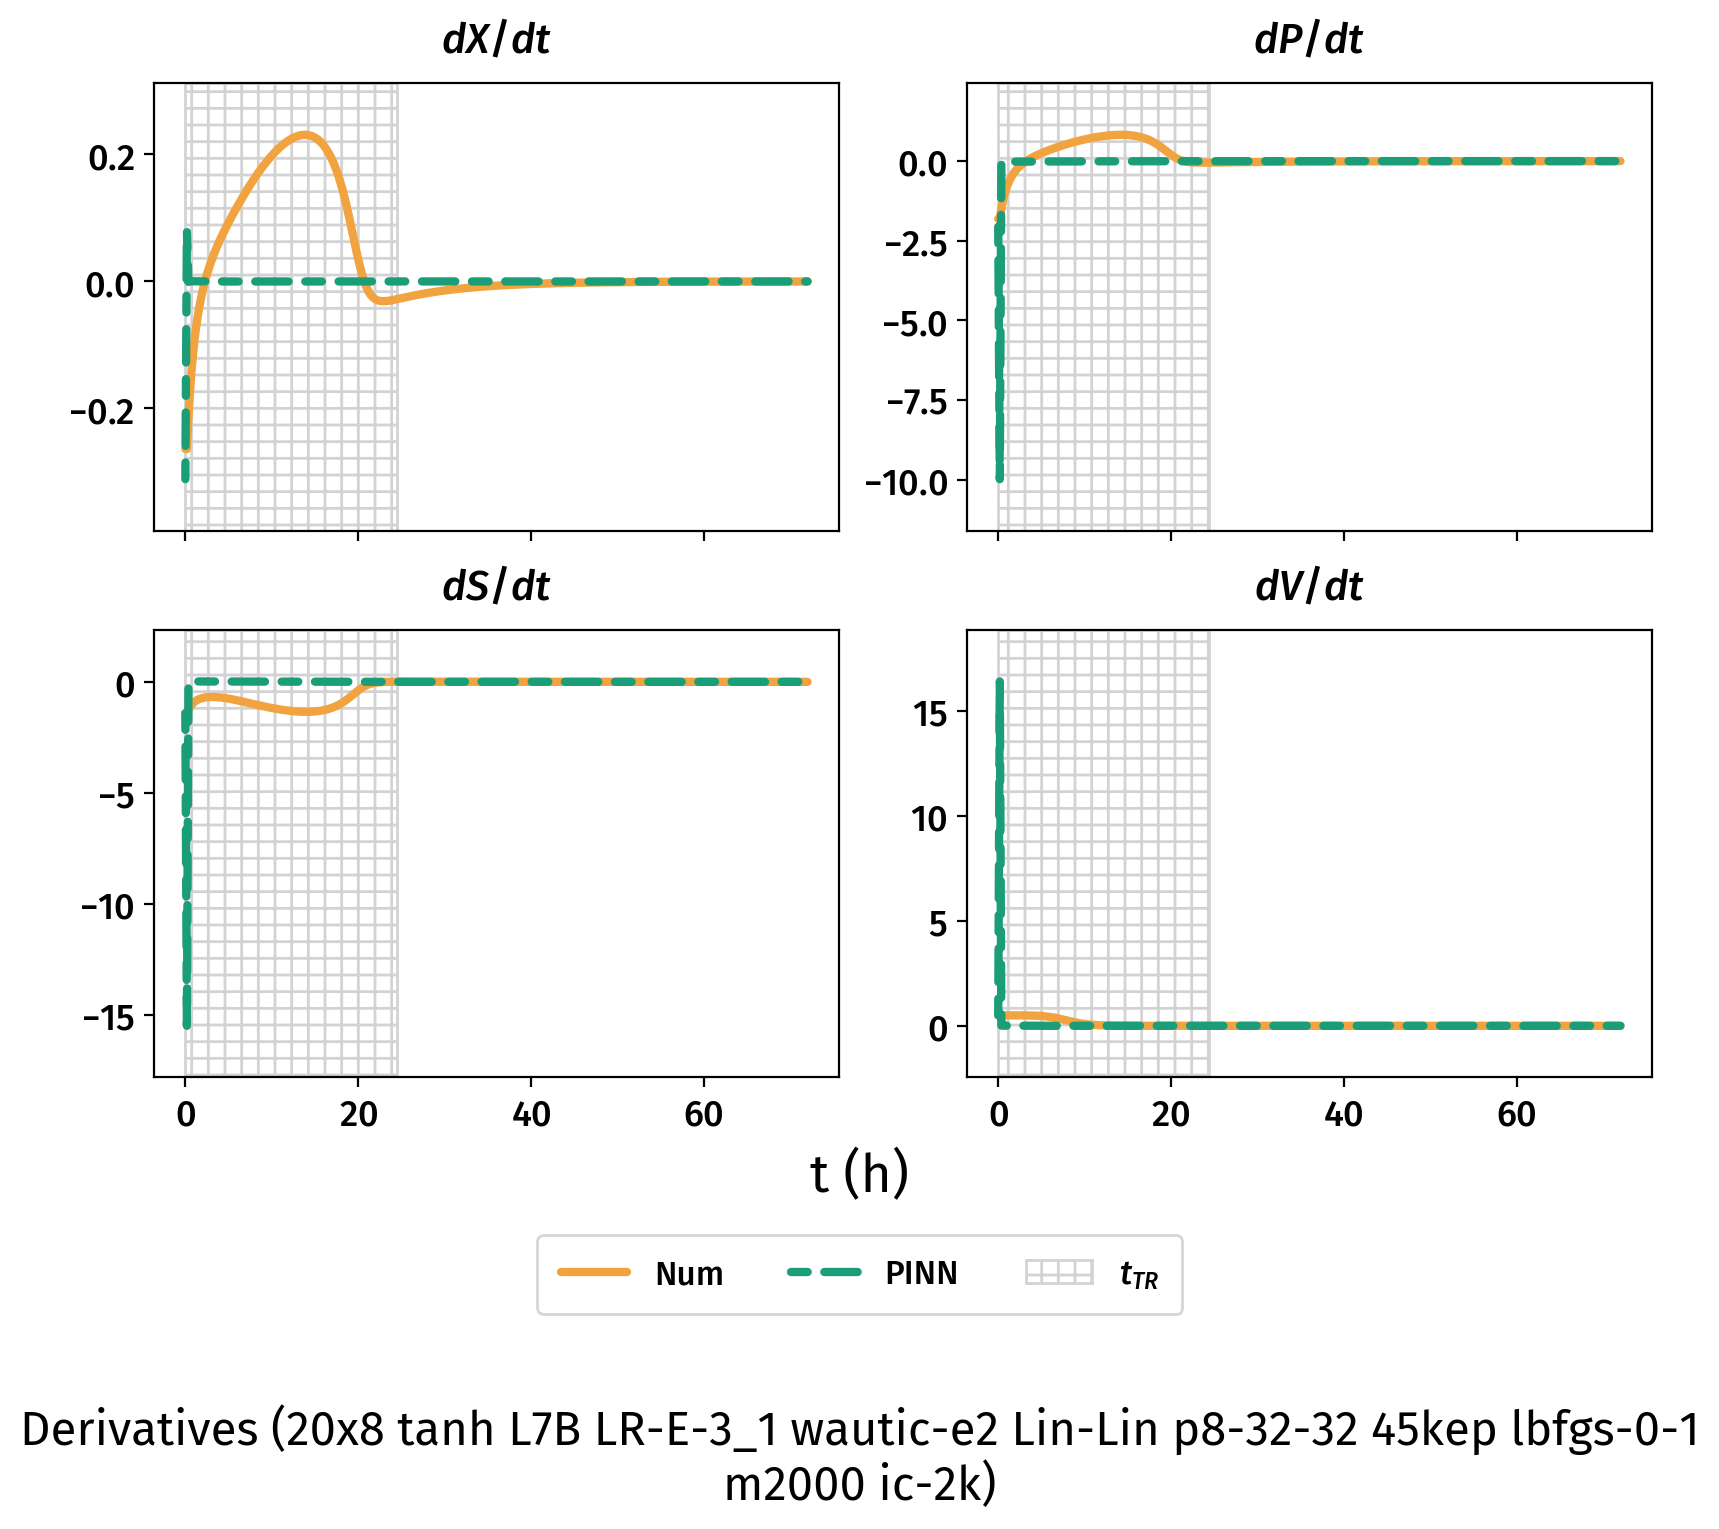 dX/dt
dP/dt
0.2
0.0
−0.2
0.0
−2.5
−5.0
−7.5
−10.0
dS/dt
dV/dt
0
−5
−10
−15
15
10
5
0
0 20 40 60
0 20 40 60
t (h)
Num PINN tTR
Derivatives (20x8 tanh L7B LR-E-3_1 wautic-e2 Lin-Lin p8-32-32 45kep lbfgs-0-1
m2000 ic-2k)